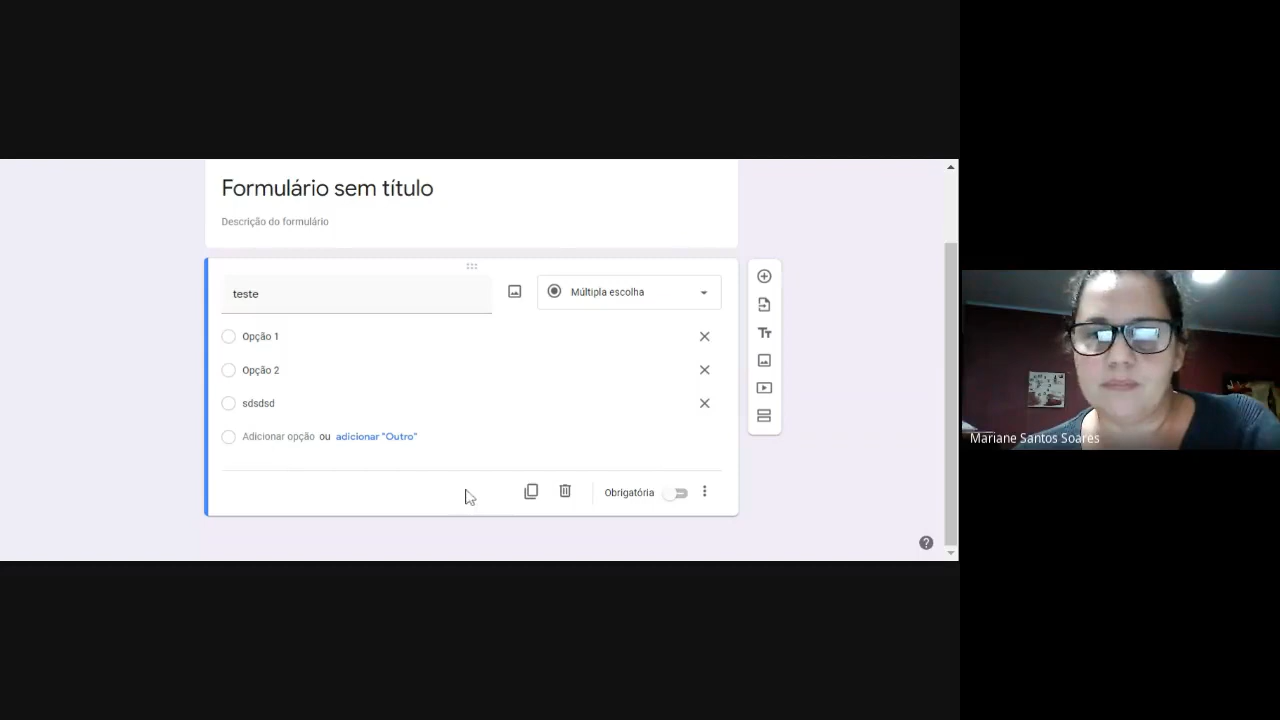 Formulário sem título
Descrição do formulário
teste
Múltipla escolha
Opção 1
Opção 2
sdsdsd
Adicionar opção ou adicionar "Outro"
Obrigatória
Tт
Mariane Santos Soares